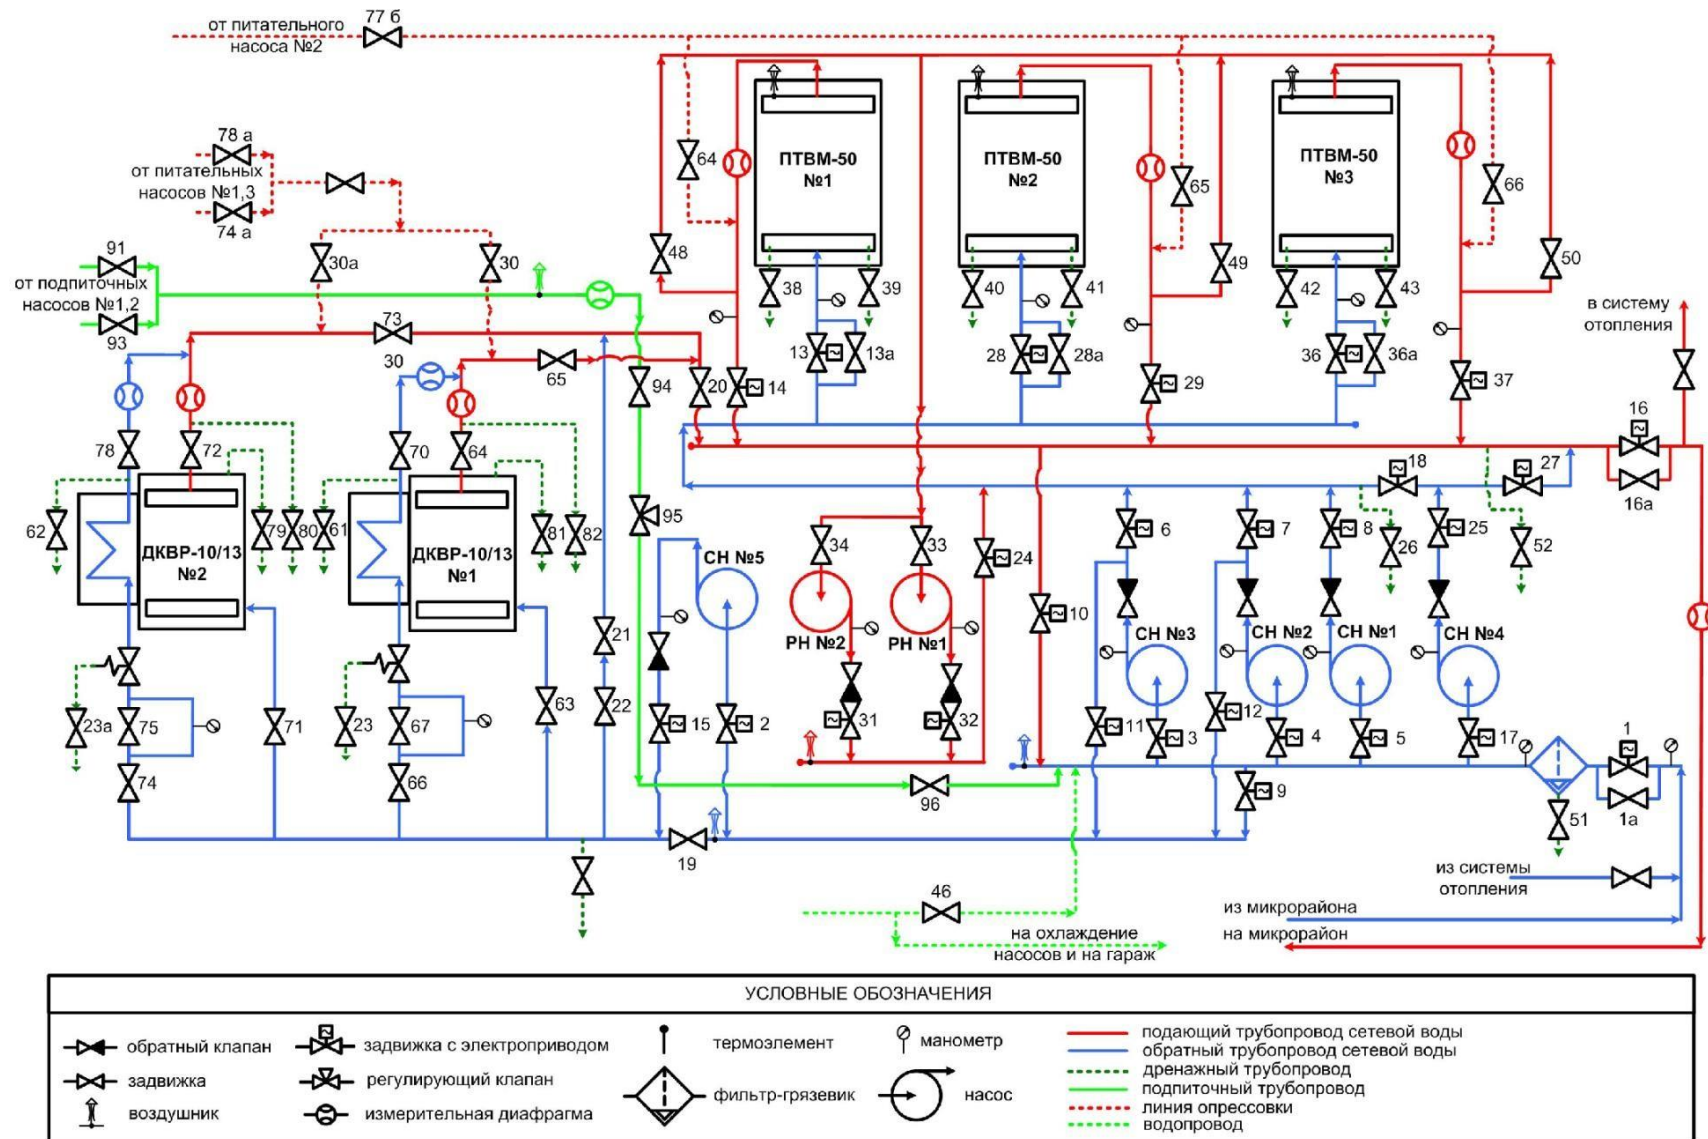 77 б
от питательного
насоса №2
78 а
от питательных
насосов №1,3
74 а
64
ПТВМ-50
№1
ПТВМ-50
№2
65
ПТВМ-50
№3
66
91
от подпиточных
насосов №1,2
93
30а
30
48
38
39
40
41
49
42
43
50
в систему
отопления
73
30
65
94
20
14
13
13а
28
28а
29
36
36а
37
16
16а
78
72
70
64
18
27
62
79
80
61
81
82
95
34
33
24
6
7
8
25
26
52
ДКВР-10/13
№2
ДКВР-10/13
№1
СН №5
РН №2
РН №1
10
СН №3
СН №2
СН №1
СН №4
21
23а
75
71
23
67
63
22
15
2
31
32
11
3
12
4
5
17
1
74
66
96
9
51
1а
19
из системы
отопления
46
из микрорайона
на охлаждение
насосов и на гараж
на микрорайон
УСЛОВНЫЕ ОБОЗНАЧЕНИЯ
обратный клапан
задвижка с электроприводом
термоэлемент
манометр
подающий трубопровод сетевой воды
обратный трубопровод сетевой воды
дренажный трубопровод
задвижка
регулирующий клапан
фильтр-грязевик
насос
подпиточный трубопровод
линия опрессовки
воздушник
измерительная диафрагма
водопровод